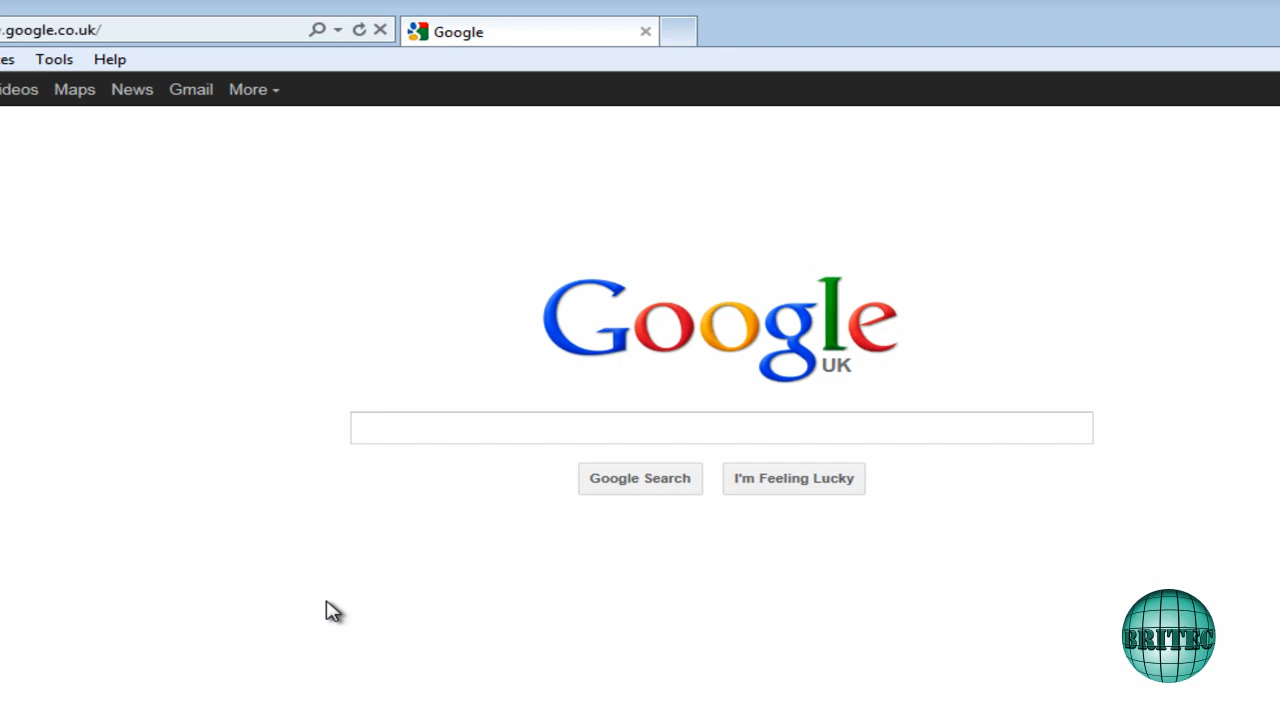 .google.co.uk/
Google
es Tools Help
ideos Maps News Gmail More
Google
UK
Google Search I'm Feeling Lucky
BRITEC